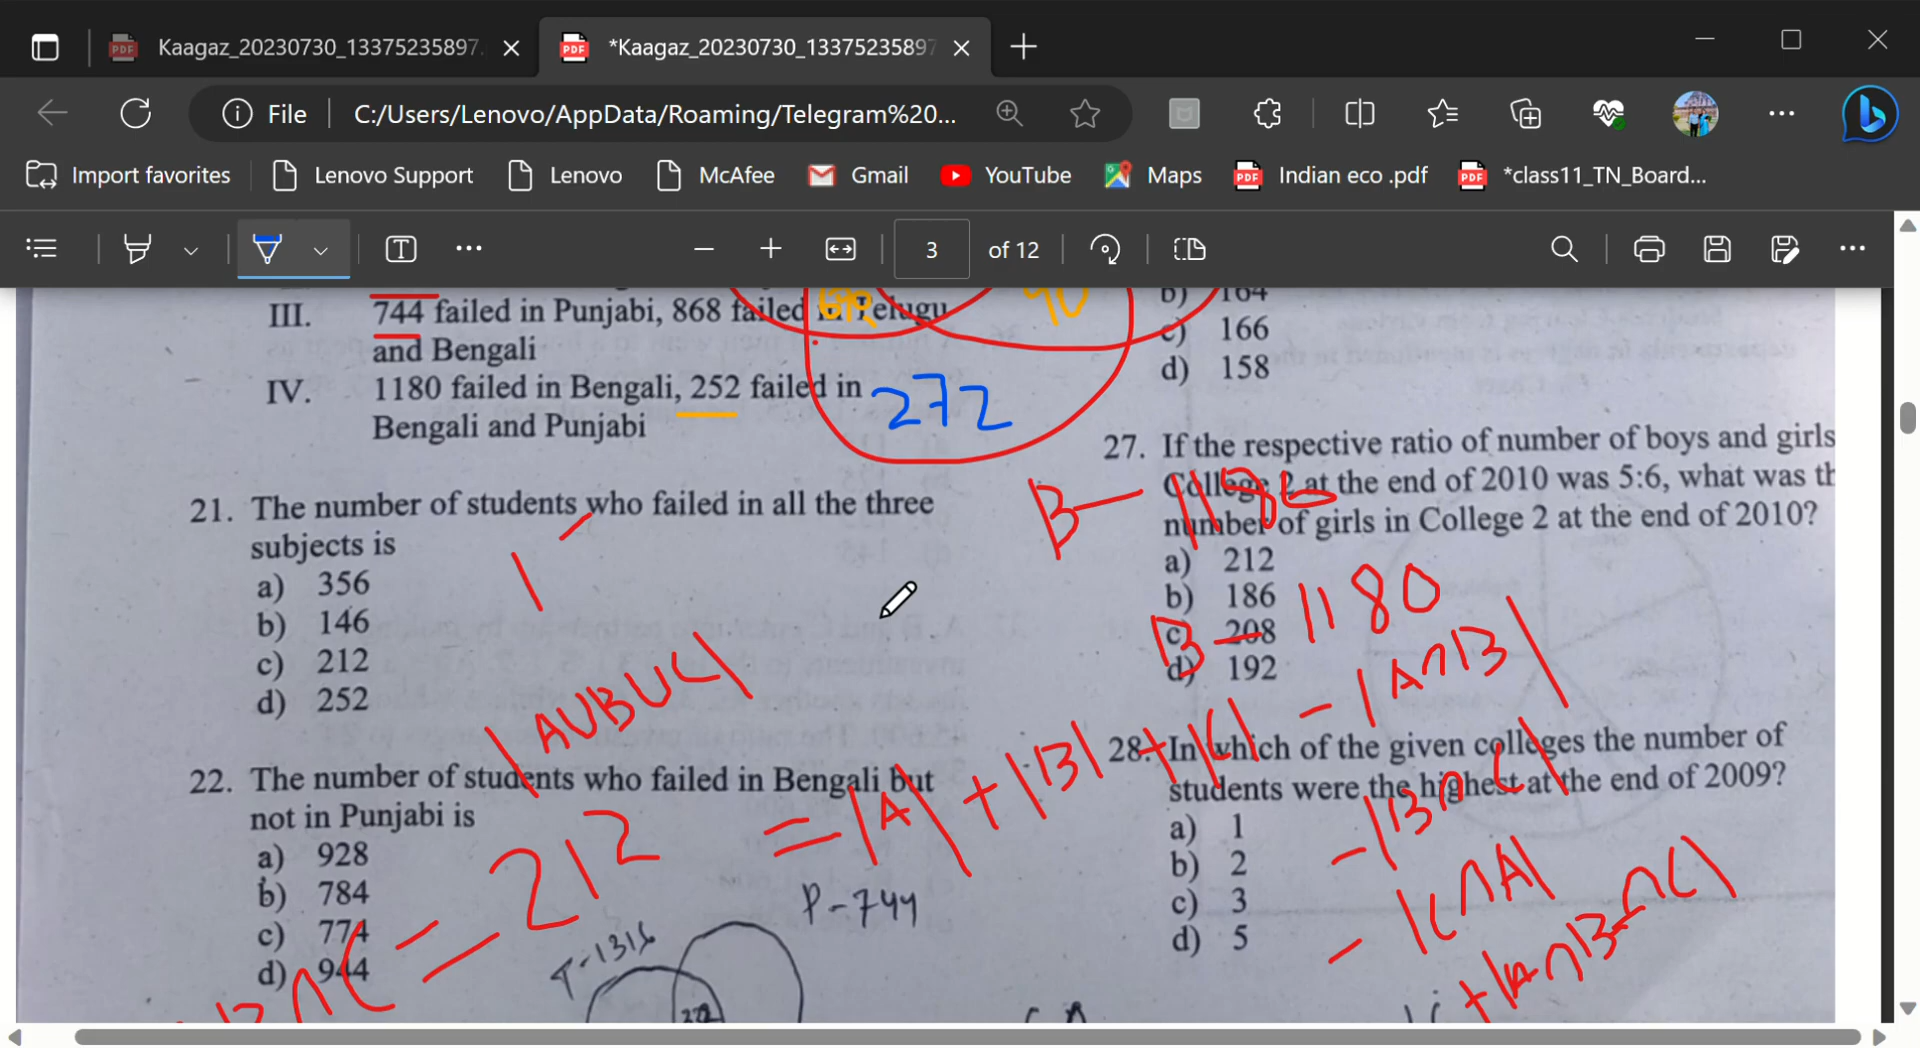 Kaagaz_20230730_13375235897.
*Kaagaz_20230730_13375235897
File
C:/Users/Lenovo/AppData/Roaming/Telegram%20...
Import favorites
Lenovo Support
Lenovo
McAfee
Gmail
YouTube
Maps
Indian eco .pdf
*class11_TN_Board...
3 of 12
III. 744 failed in Punjabi, 868 failed in Telugu
and Bengali
IV. 1180 failed in Bengali, 252 failed in
Bengali and Punjabi
272
21. The number of students who failed in all the three
subjects is
a) 356
b) 146
c) 212
d) 252
|AUBUC|
= |A| + |B| + |C| - |A∩B|
- |B∩C|
- |C∩A|
+ |A∩B∩C|
22. The number of students who failed in Bengali but
not in Punjabi is
a) 928
b) 784
c) 774
d) 944
∩C = 212
P-744
T-1316
b) 164
c) 166
d) 158
27. If the respective ratio of number of boys and girls
College 2 at the end of 2010 was 5:6, what was th
number of girls in College 2 at the end of 2010?
a) 212
b) 186
c) 208
d) 192
B - 1180
28. In which of the given colleges the number of
students were the highest at the end of 2009?
a) 1
b) 2
c) 3
d) 5